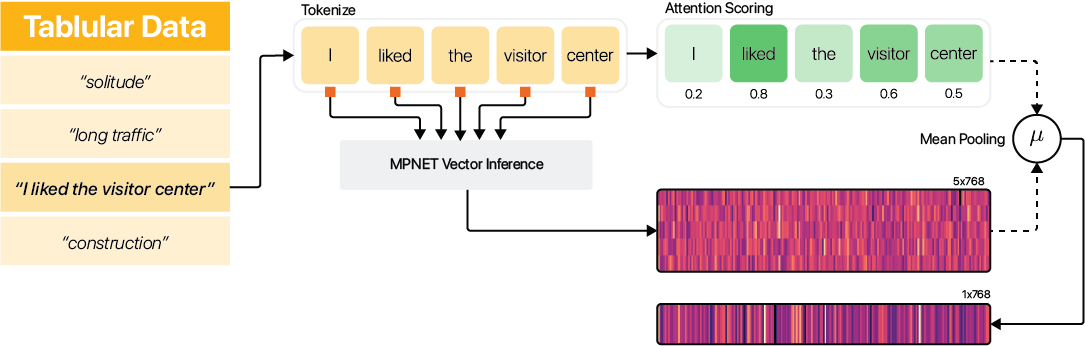 Tablular Data
“solitude”
“long traffic”
“I liked the visitor center”
“construction”
Tokenize
I liked the visitor center
MPNET Vector Inference
Attention Scoring
I liked the visitor center
0.2 0.8 0.3 0.6 0.5
Mean Pooling
μ
5x768
1x768